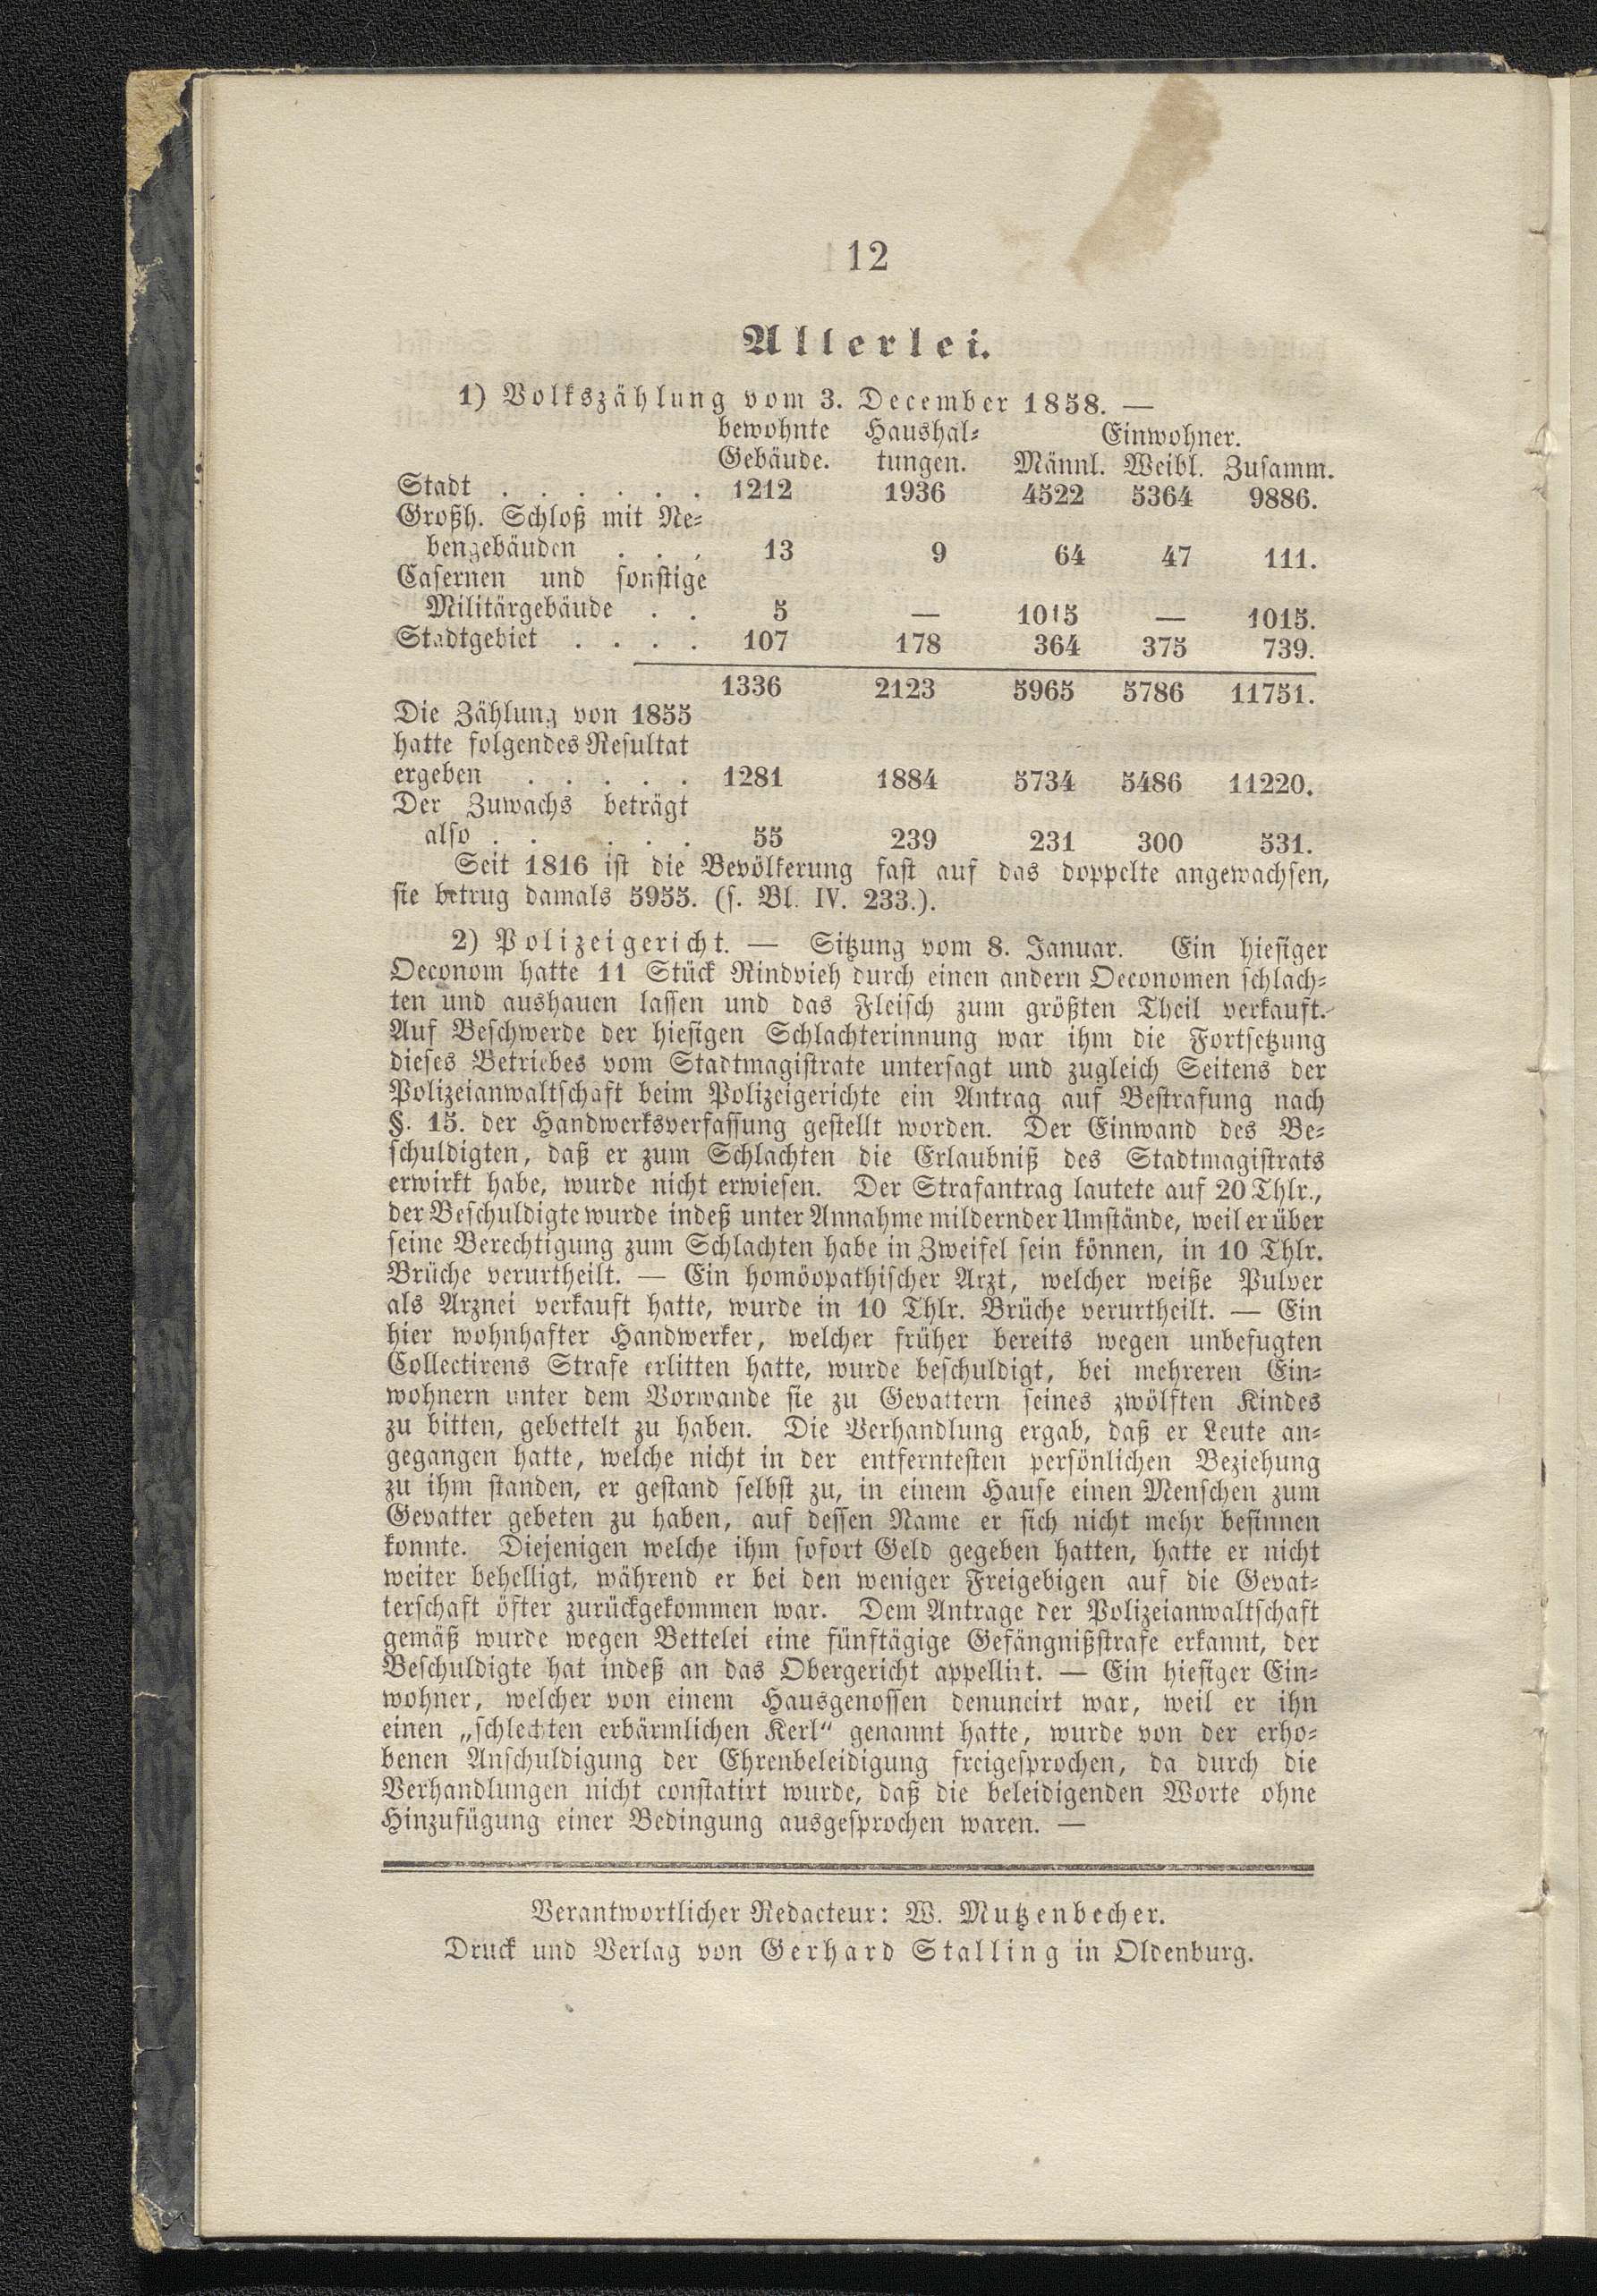 12
Allerlei.
1) Volkszählung vom 3. December 1858. —
bewohnte Haushal= Einwohner.
Gebäude. tungen. Männl. Weibl. Zusamm.
Stadt . . . . . . 1212 1936 4522 5364 9886.
Großh. Schloß mit Ne=
bengebäuden . . . 13 9 64 47 111.
Casernen und sonstige
Militärgebäude . . 5 — 1015 — 1015.
Stadtgebiet . . . . 107 178 364 375 739.
1336 2123 5965 5786 11751.
Die Zählung von 1855
hatte folgendes Resultat
ergeben . . . . . 1281 1884 5734 5486 11220.
Der Zuwachs beträgt
also . . . . . 55 239 231 300 531.
Seit 1816 ist die Bevölkerung fast auf das doppelte angewachsen,
sie betrug damals 5955. (s. Bl. IV. 233.).
2) Polizeigericht. — Sitzung vom 8. Januar. Ein hiesiger
Oeconom hatte 11 Stück Rindvieh durch einen andern Oeconomen schlach=
ten und aushauen lassen und das Fleisch zum größten Theil verkauft.
Auf Beschwerde der hiesigen Schlachterinnung war ihm die Fortsetzung
dieses Betriebes vom Stadtmagistrate untersagt und zugleich Seitens der
Polizeianwaltschaft beim Polizeigerichte ein Antrag auf Bestrafung nach
§. 15. der Handwerksverfassung gestellt worden. Der Einwand des Be=
schuldigten, daß er zum Schlachten die Erlaubniß des Stadtmagistrats
erwirkt habe, wurde nicht erwiesen. Der Strafantrag lautete auf 20 Thlr.,
der Beschuldigte wurde indeß unter Annahme mildernder Umstände, weil er über
seine Berechtigung zum Schlachten habe in Zweifel sein können, in 10 Thlr.
Brüche verurtheilt. — Ein homöopathischer Arzt, welcher weiße Pulver
als Arznei verkauft hatte, wurde in 10 Thlr. Brüche verurtheilt. — Ein
hier wohnhafter Handwerker, welcher früher bereits wegen unbefugten
Collectirens Strafe erlitten hatte, wurde beschuldigt, bei mehreren Ein=
wohnern unter dem Vorwande sie zu Gevattern seines zwölften Kindes
zu bitten, gebettelt zu haben. Die Verhandlung ergab, daß er Leute an=
gegangen hatte, welche nicht in der entferntesten persönlichen Beziehung
zu ihm standen, er gestand selbst zu, in einem Hause einen Menschen zum
Gevatter gebeten zu haben, auf dessen Name er sich nicht mehr besinnen
konnte. Diejenigen welche ihm sofort Geld gegeben hatten, hatte er nicht
weiter behelligt, während er bei den weniger Freigebigen auf die Gevat=
terschaft öfter zurückgekommen war. Dem Antrage der Polizeianwaltschaft
gemäß wurde wegen Bettelei eine fünftägige Gefängnißstrafe erkannt, der
Beschuldigte hat indeß an das Obergericht appellirt. — Ein hiesiger Ein=
wohner, welcher von einem Hausgenossen denuncirt war, weil er ihn
einen „schlechten erbärmlichen Kerl“ genannt hatte, wurde von der erho=
benen Anschuldigung der Ehrenbeleidigung freigesprochen, da durch die
Verhandlungen nicht constatirt wurde, daß die beleidigenden Worte ohne
Hinzufügung einer Bedingung ausgesprochen waren. —
Verantwortlicher Redacteur: W. Mutzenbecher.
Druck und Verlag von Gerhard Stalling in Oldenburg.